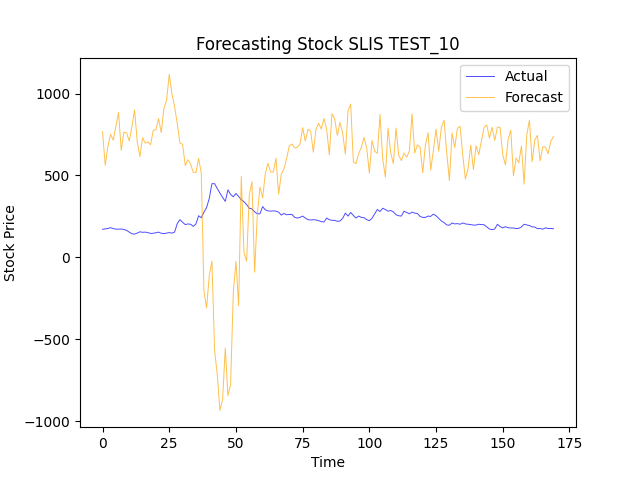 Forecasting Stock SLIS TEST_10
Actual
Forecast
1000
500
0
−500
−1000
Stock Price
0 25 50 75 100 125 150 175
Time